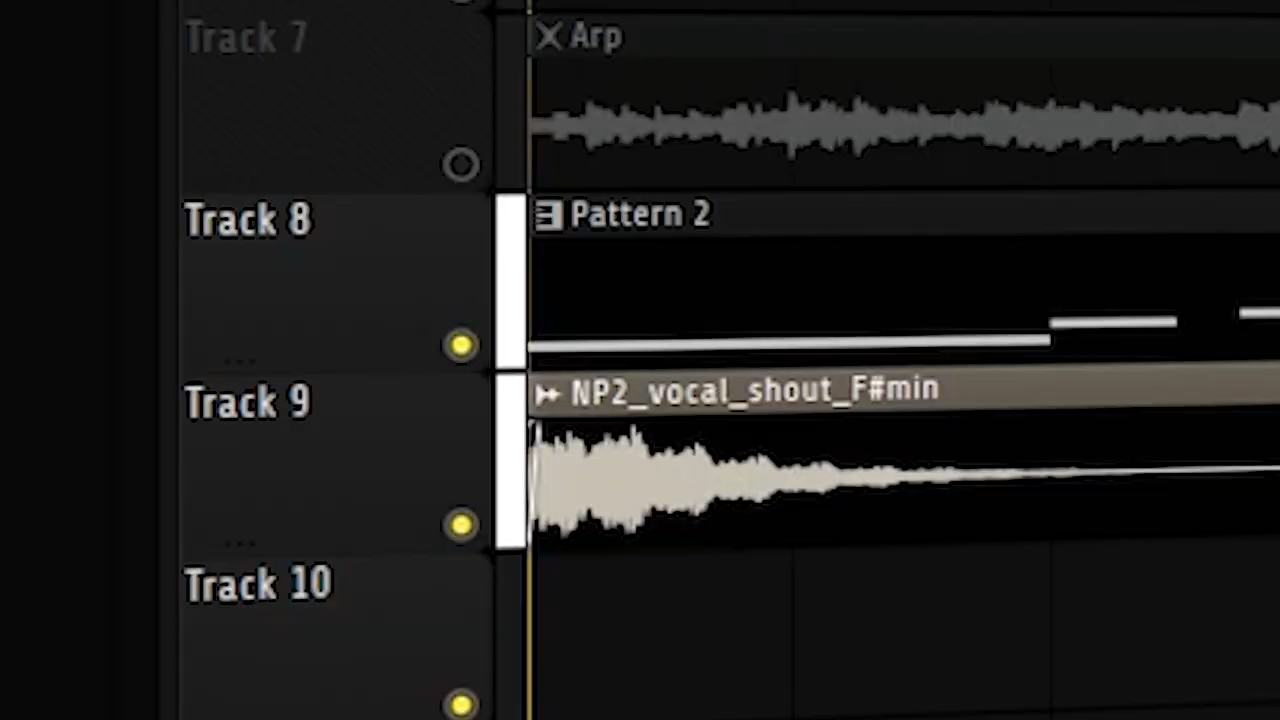 Track 7
Arp
Track 8
Pattern 2
Track 9
NP2_vocal_shout_F#min
Track 10